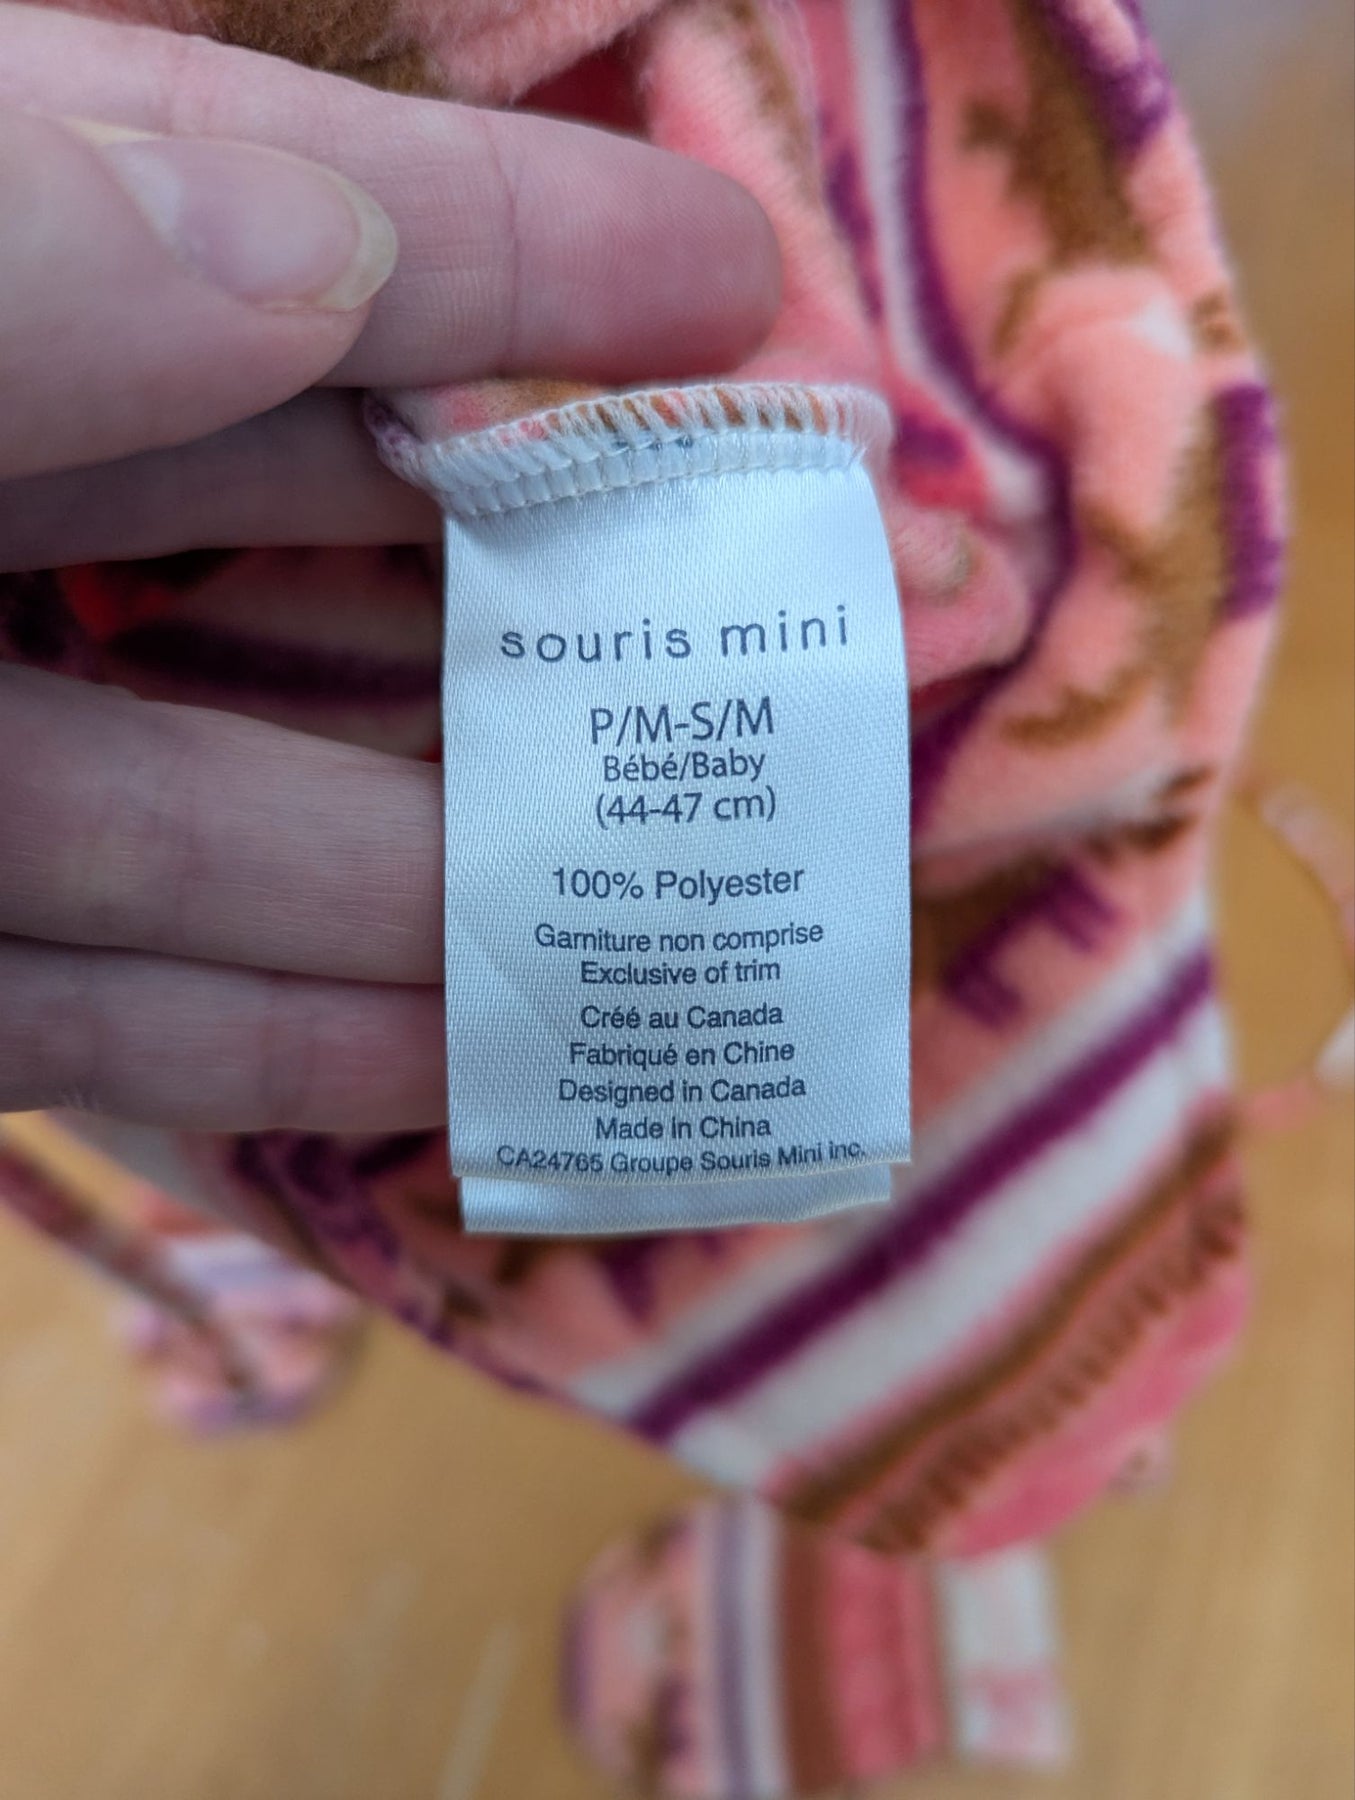 souris mini
P/M-S/M
Bébé/Baby
(44-47 cm)
100% Polyester
Garniture non comprise
Exclusive of trim
Créé au Canada
Fabriqué en Chine
Designed in Canada
Made in China
CA24765 Groupe Souris Mini inc.